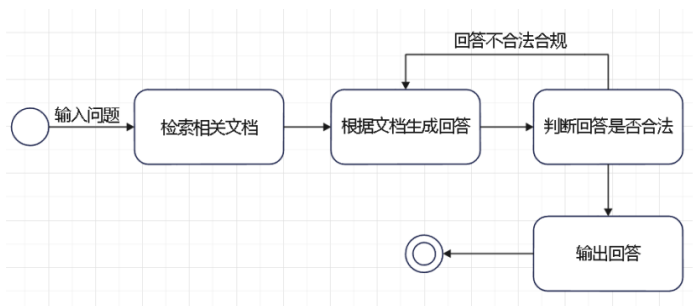 回答不合法合规
输入问题
检索相关文档
根据文档生成回答
判断回答是否合法
输出回答